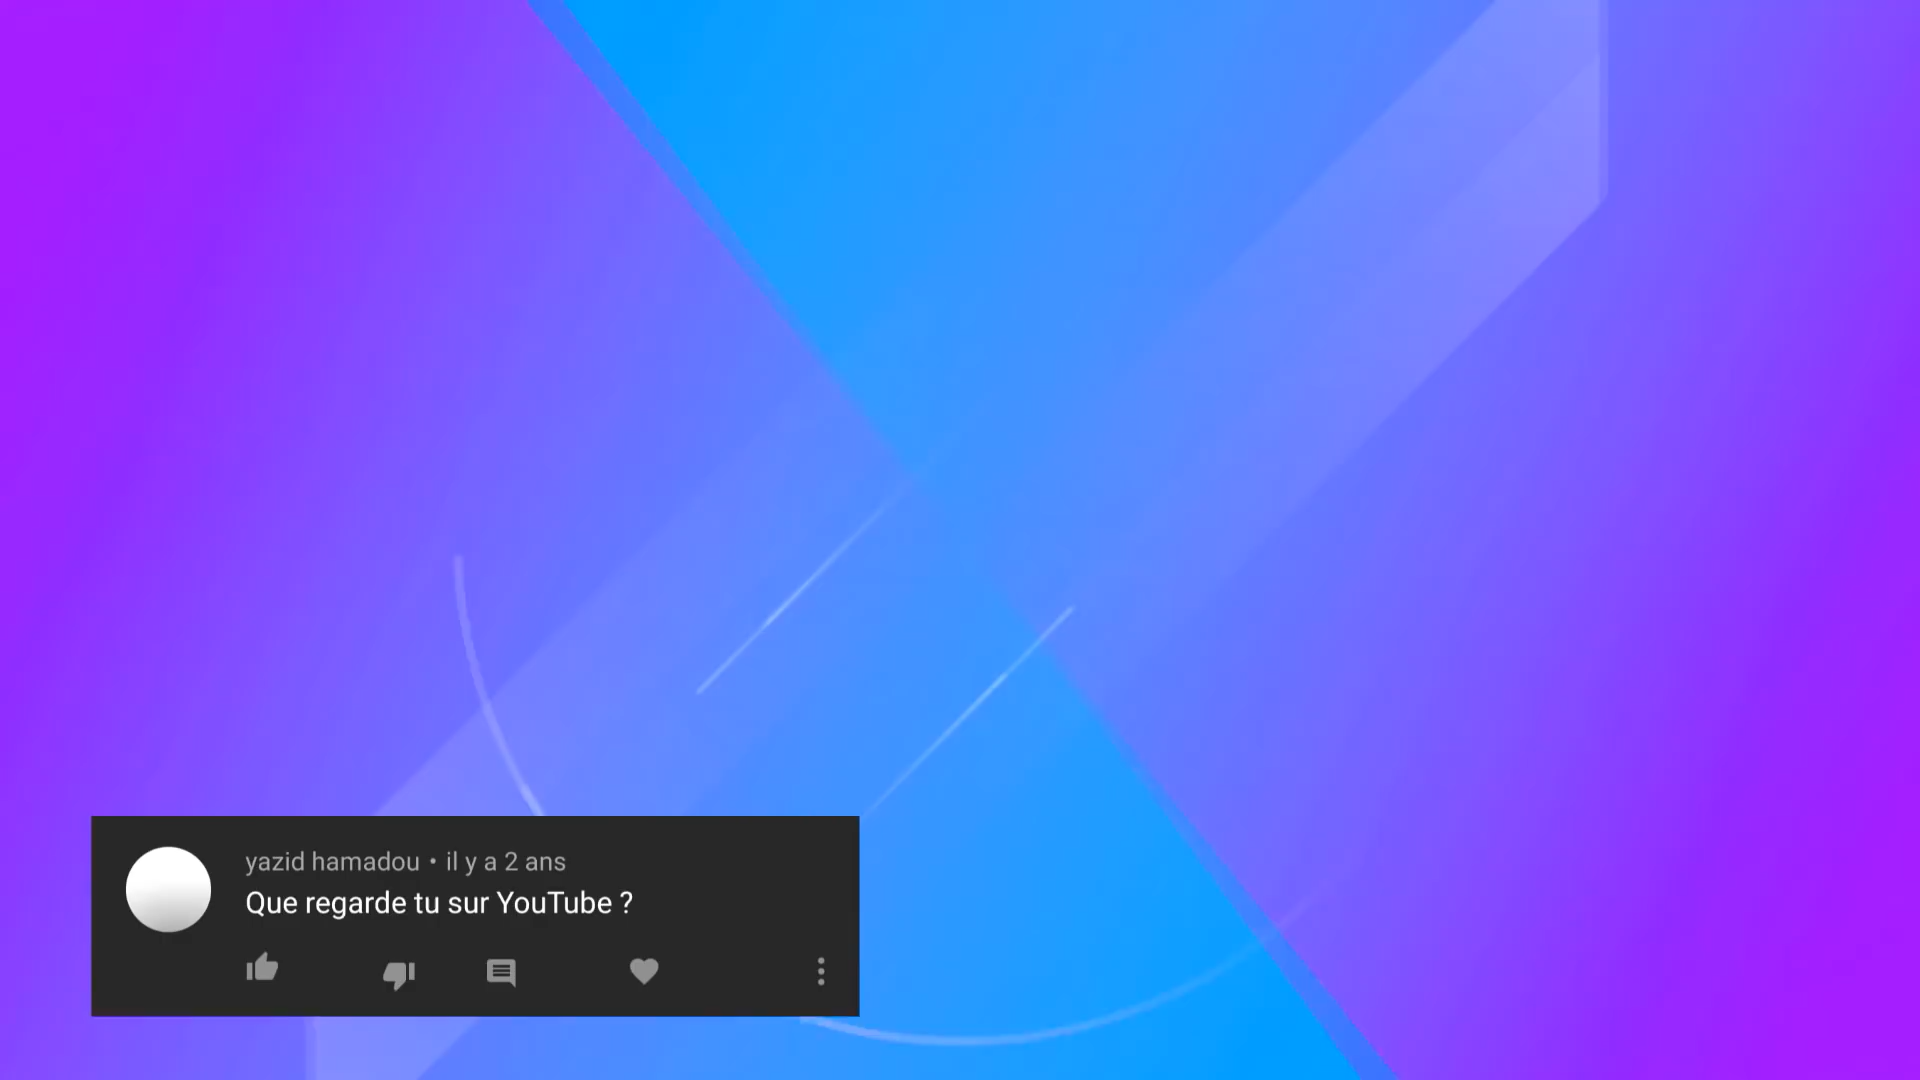 yazid hamadou • il y a 2 ans
Que regarde tu sur YouTube ?